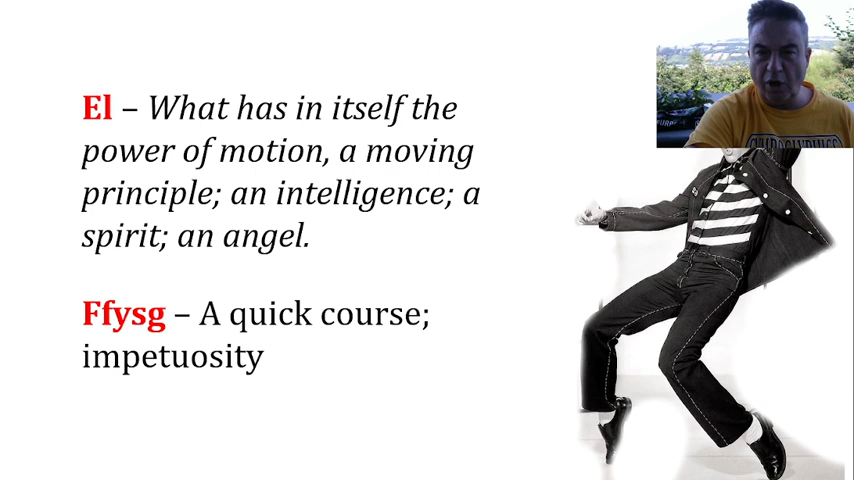 El – What has in itself the
power of motion, a moving
principle; an intelligence; a
spirit; an angel.
Ffysg – A quick course;
impetuosity